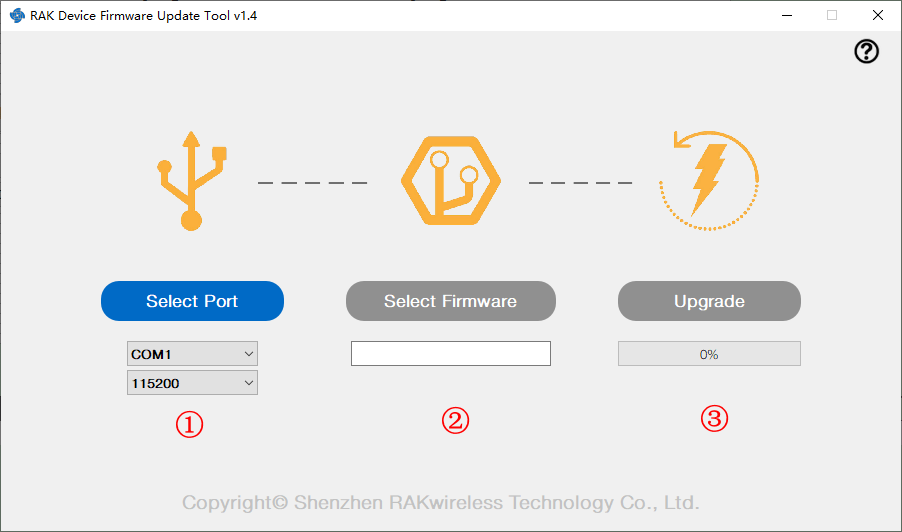 RAK Device Firmware Update Tool v1.4
?
Select Port
Select Firmware
Upgrade
COM1
0%
115200
①
②
③
Copyright© Shenzhen RAKwireless Technology Co., Ltd.